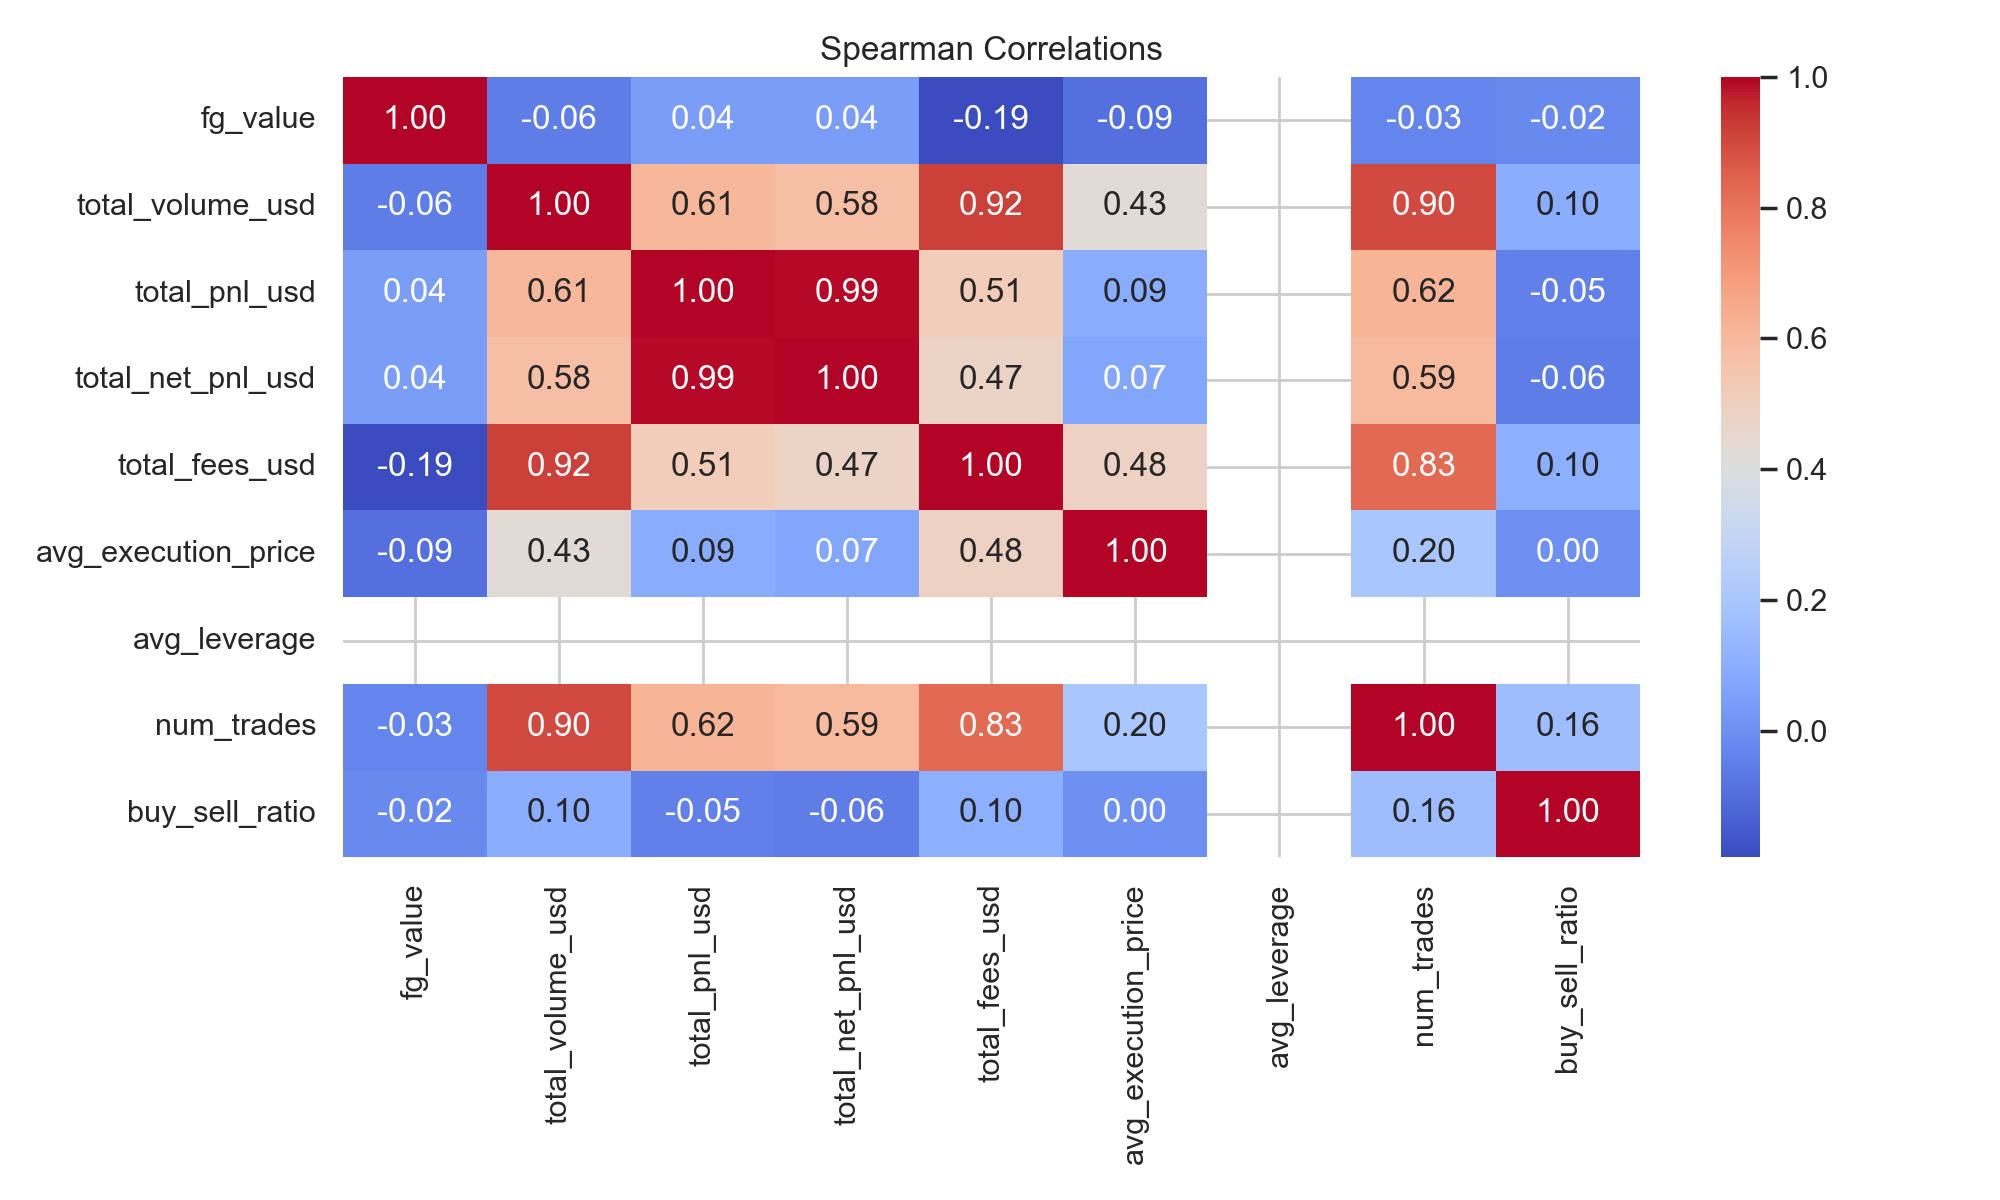 Spearman Correlations
fg_value 1.00 -0.06 0.04 0.04 -0.19 -0.09 -0.03 -0.02
total_volume_usd -0.06 1.00 0.61 0.58 0.92 0.43 0.90 0.10
total_pnl_usd 0.04 0.61 1.00 0.99 0.51 0.09 0.62 -0.05
total_net_pnl_usd 0.04 0.58 0.99 1.00 0.47 0.07 0.59 -0.06
total_fees_usd -0.19 0.92 0.51 0.47 1.00 0.48 0.83 0.10
avg_execution_price -0.09 0.43 0.09 0.07 0.48 1.00 0.20 0.00
avg_leverage
num_trades -0.03 0.90 0.62 0.59 0.83 0.20 1.00 0.16
buy_sell_ratio -0.02 0.10 -0.05 -0.06 0.10 0.00 0.16 1.00
fg_value
total_volume_usd
total_pnl_usd
total_net_pnl_usd
total_fees_usd
avg_execution_price
avg_leverage
num_trades
buy_sell_ratio
1.0
0.8
0.6
0.4
0.2
0.0